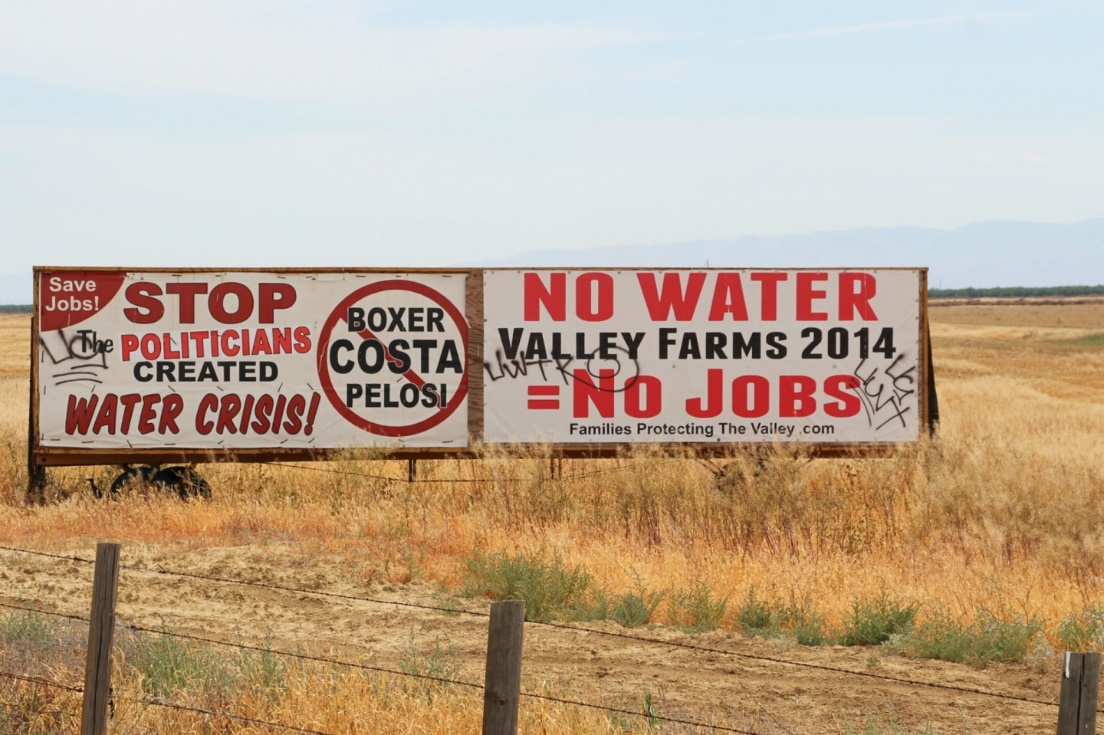 Save
Jobs!
STOP
The POLITICIANS
CREATED
WATER CRISIS!
BOXER
COSTA
PELOSI
NO WATER
VALLEY FARMS 2014
=NO JOBS
Families Protecting The Valley .com